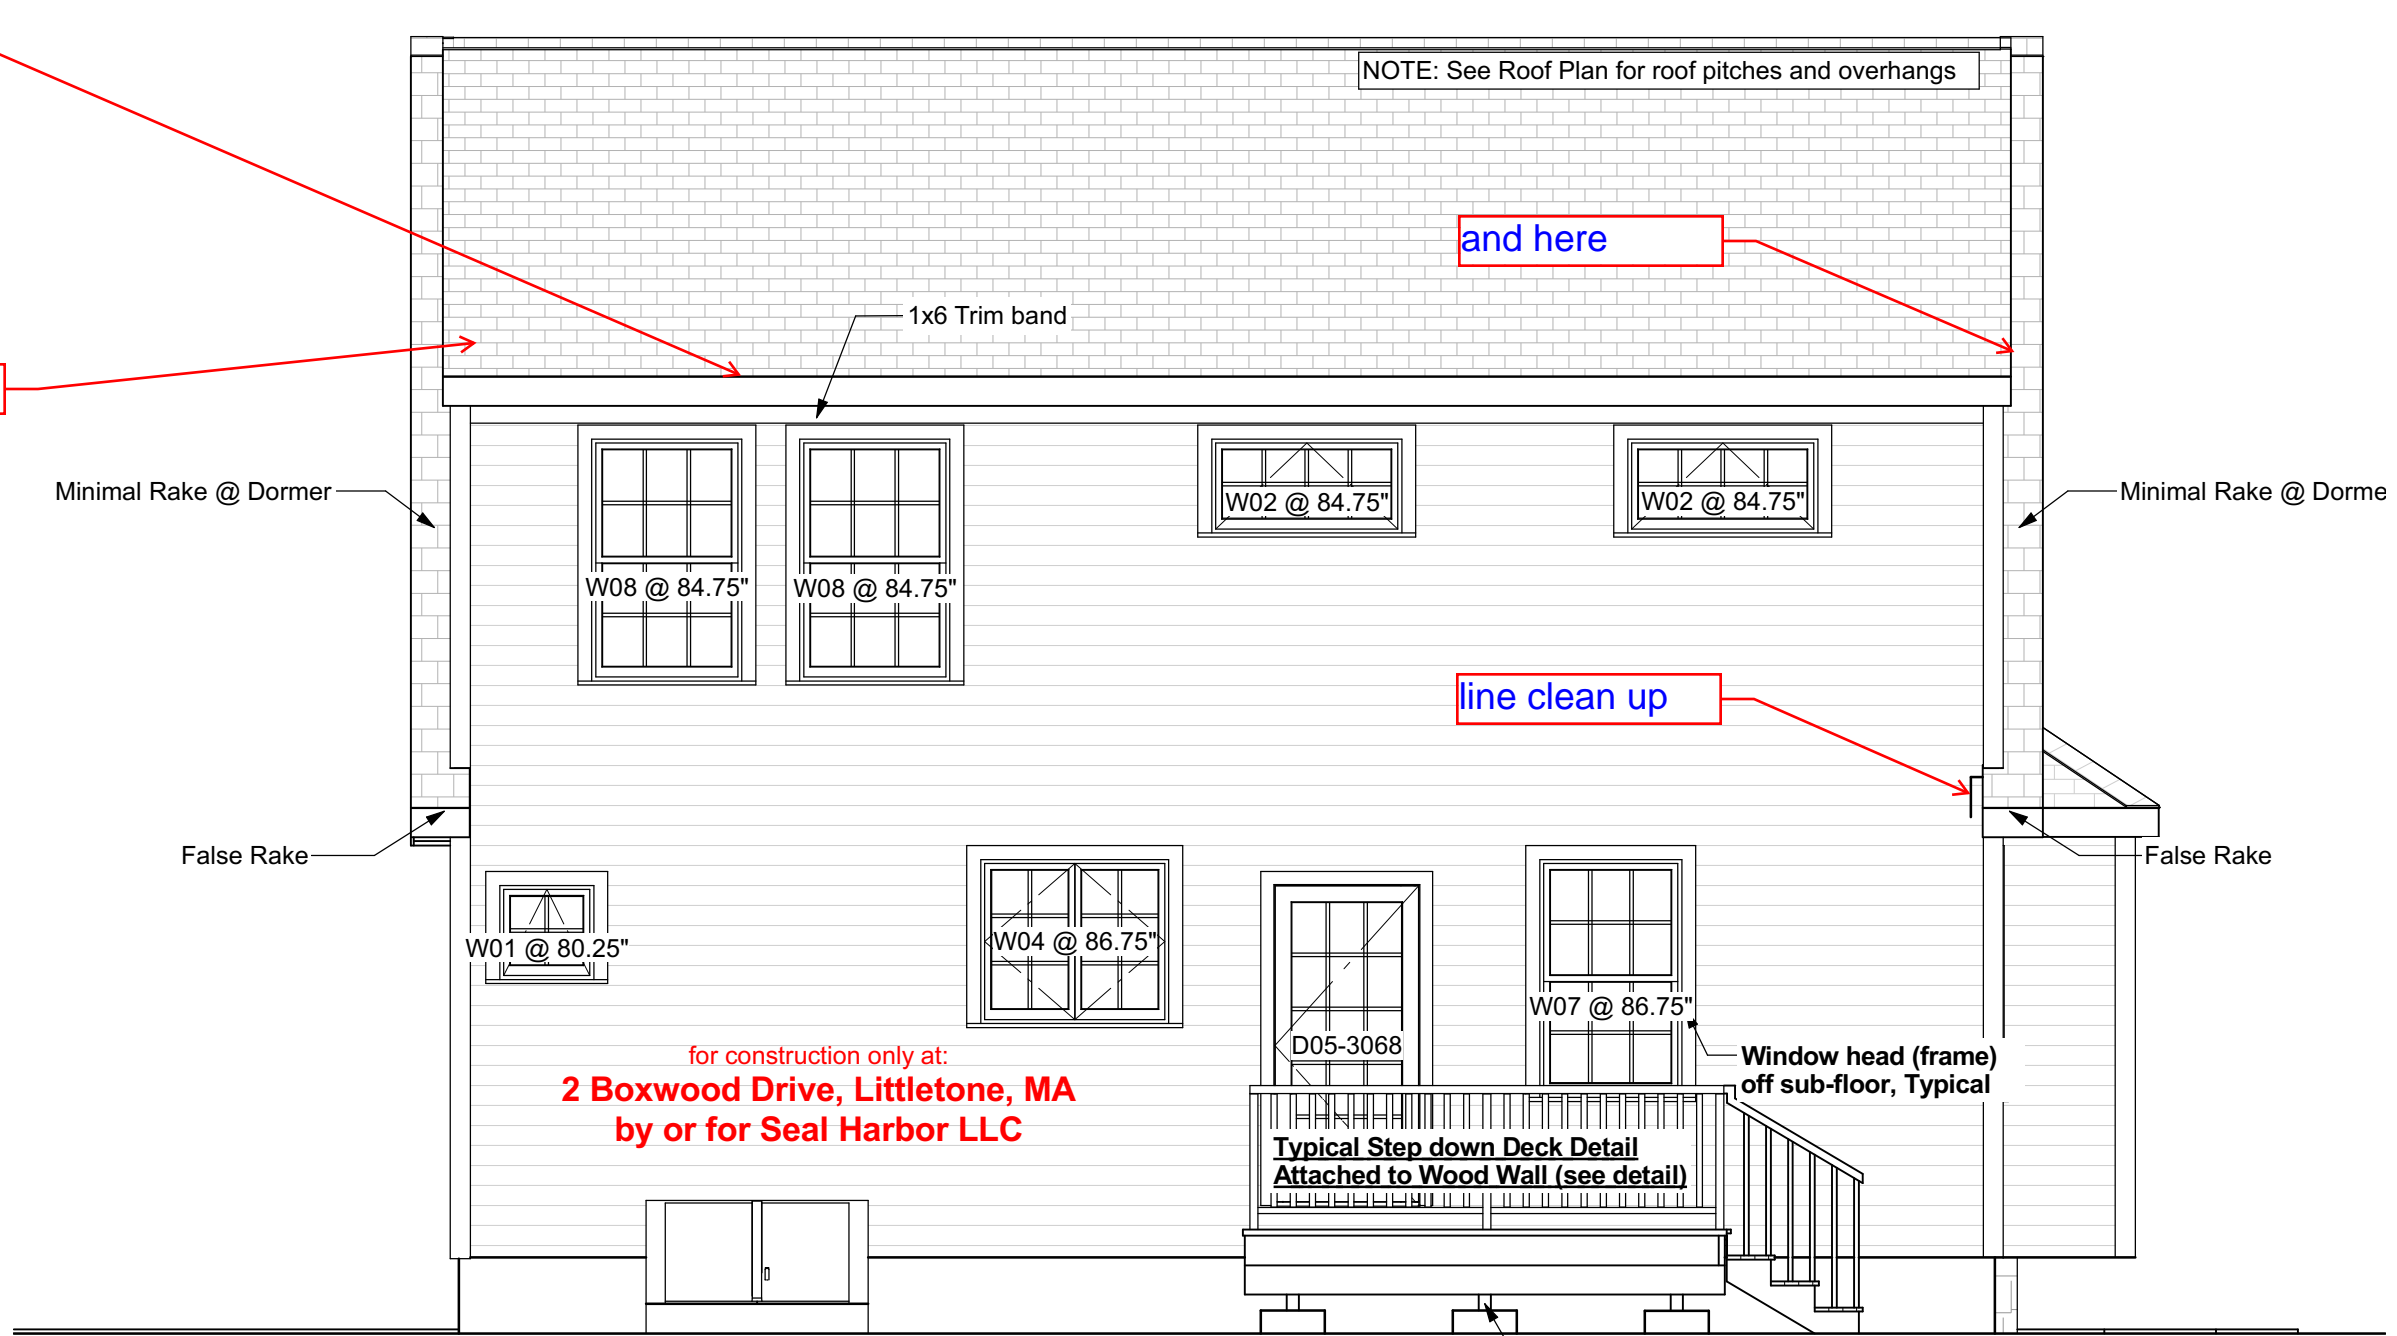 NOTE: See Roof Plan for roof pitches and overhangs
and here
1x6 Trim band
Minimal Rake @ Dormer
W02 @ 84.75"
W02 @ 84.75"
Minimal Rake @ Dorme
W08 @ 84.75"
W08 @ 84.75"
line clean up
False Rake
False Rake
W01 @ 80.25"
W04 @ 86.75"
W07 @ 86.75"
D05-3068
Window head (frame)
off sub-floor, Typical
for construction only at:
2 Boxwood Drive, Littletone, MA
by or for Seal Harbor LLC
Typical Step down Deck Detail
Attached to Wood Wall (see detail)